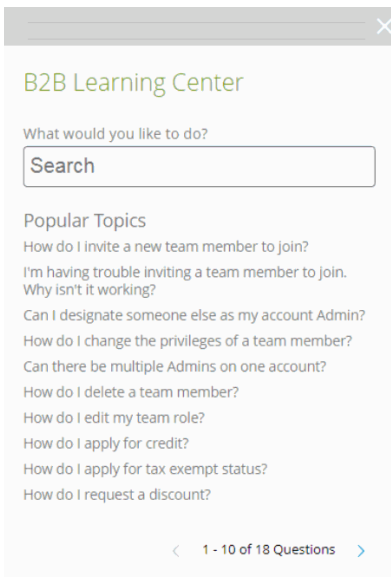 B2B Learning Center
What would you like to do?
Search
Popular Topics
How do I invite a new team member to join?
I'm having trouble inviting a team member to join.
Why isn't it working?
Can I designate someone else as my account Admin?
How do I change the privileges of a team member?
Can there be multiple Admins on one account?
How do I delete a team member?
How do I edit my team role?
How do I apply for credit?
How do I apply for tax exempt status?
How do I request a discount?
1 - 10 of 18 Questions